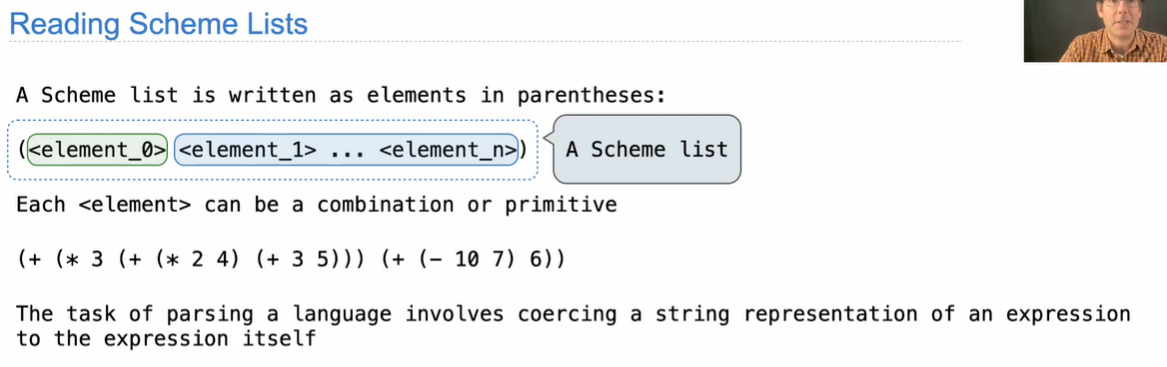 Reading Scheme Lists
A Scheme list is written as elements in parentheses:
(<element_0> <element_1> ... <element_n>)
A Scheme list
Each <element> can be a combination or primitive
(+ (* 3 (+ (* 2 4) (+ 3 5))) (+ (- 10 7) 6))
The task of parsing a language involves coercing a string representation of an expression
to the expression itself